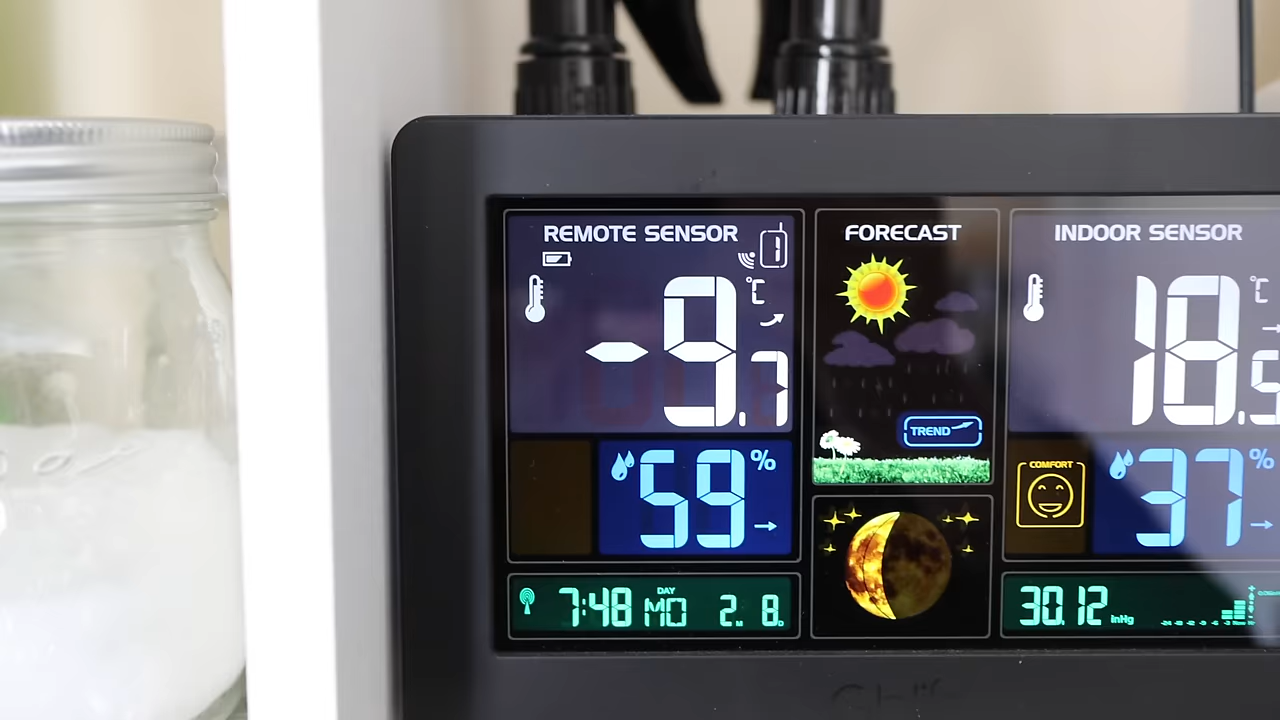 REMOTE SENSOR
1
-9.7 °C
59 %
7:48 DAY MO 2. 8.
FORECAST
TREND
INDOOR SENSOR
18.5 °C
COMFORT
37 %
30.12 inHg